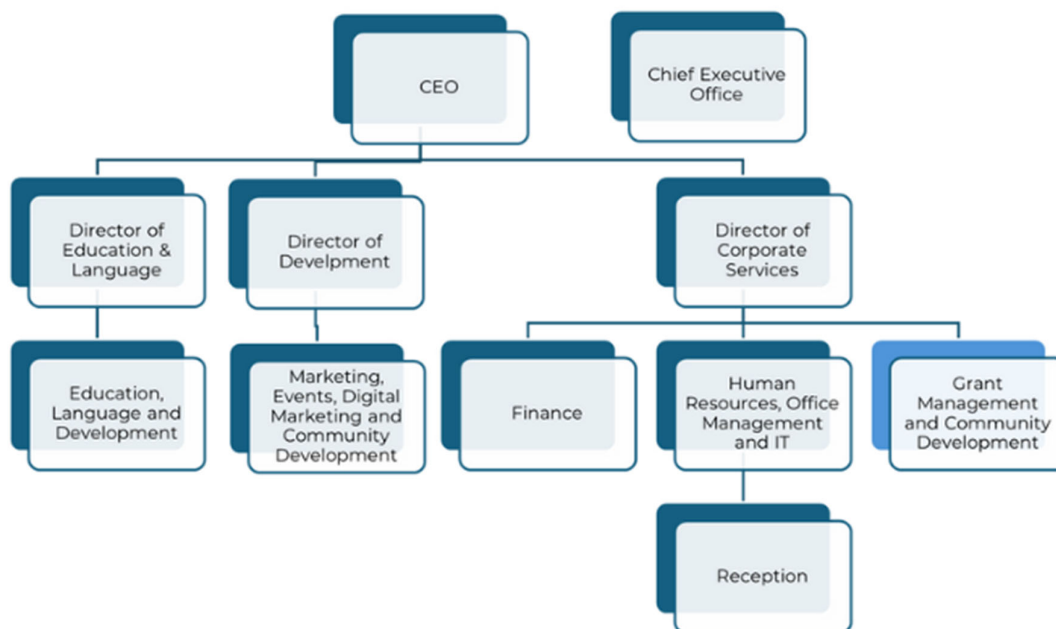 CEO
Chief Executive
Office
Director of
Education &
Language
Director of
Develpment
Director of
Corporate
Services
Education,
Language and
Development
Marketing,
Events, Digital
Marketing and
Community
Development
Finance
Human
Resources, Office
Management
and IT
Grant
Management
and Community
Development
Reception